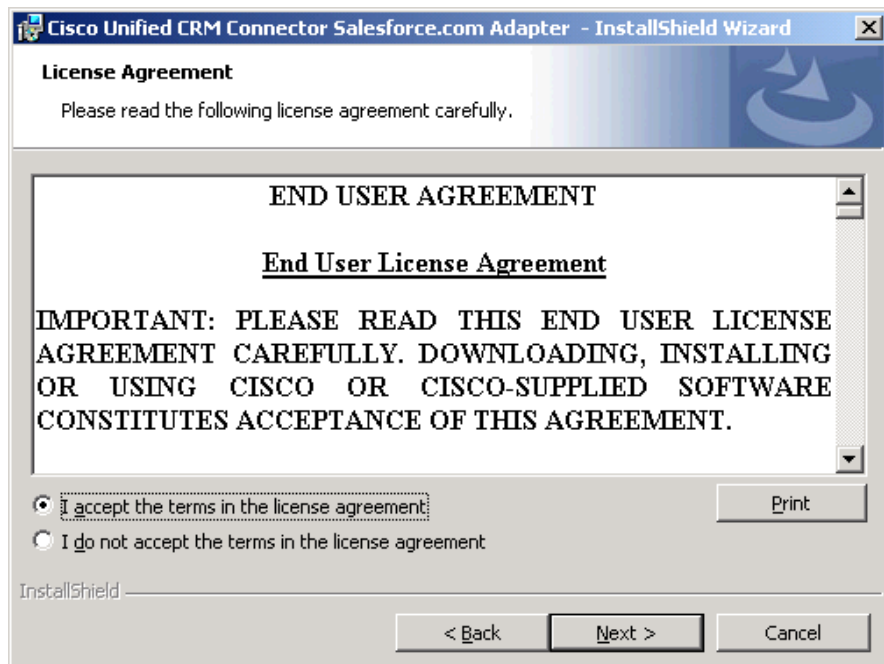 Cisco Unified CRM Connector Salesforce.com Adapter - InstallShield Wizard
License Agreement
Please read the following license agreement carefully.
END USER AGREEMENT
End User License Agreement
IMPORTANT: PLEASE READ THIS END USER LICENSE
AGREEMENT CAREFULLY. DOWNLOADING, INSTALLING
OR USING CISCO OR CISCO-SUPPLIED SOFTWARE
CONSTITUTES ACCEPTANCE OF THIS AGREEMENT.
I accept the terms in the license agreement
Print
I do not accept the terms in the license agreement
InstallShield
< Back Next > Cancel